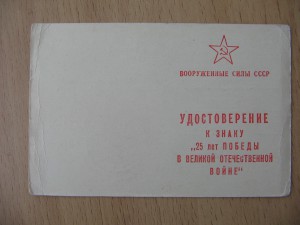 ВООРУЖЕННЫЕ СИЛЫ СССР
УДОСТОВЕРЕНИЕ
К ЗНАКУ
„25 лет ПОБЕДЫ
В ВЕЛИКОЙ ОТЕЧЕСТВЕННОЙ
ВОЙНЕ"